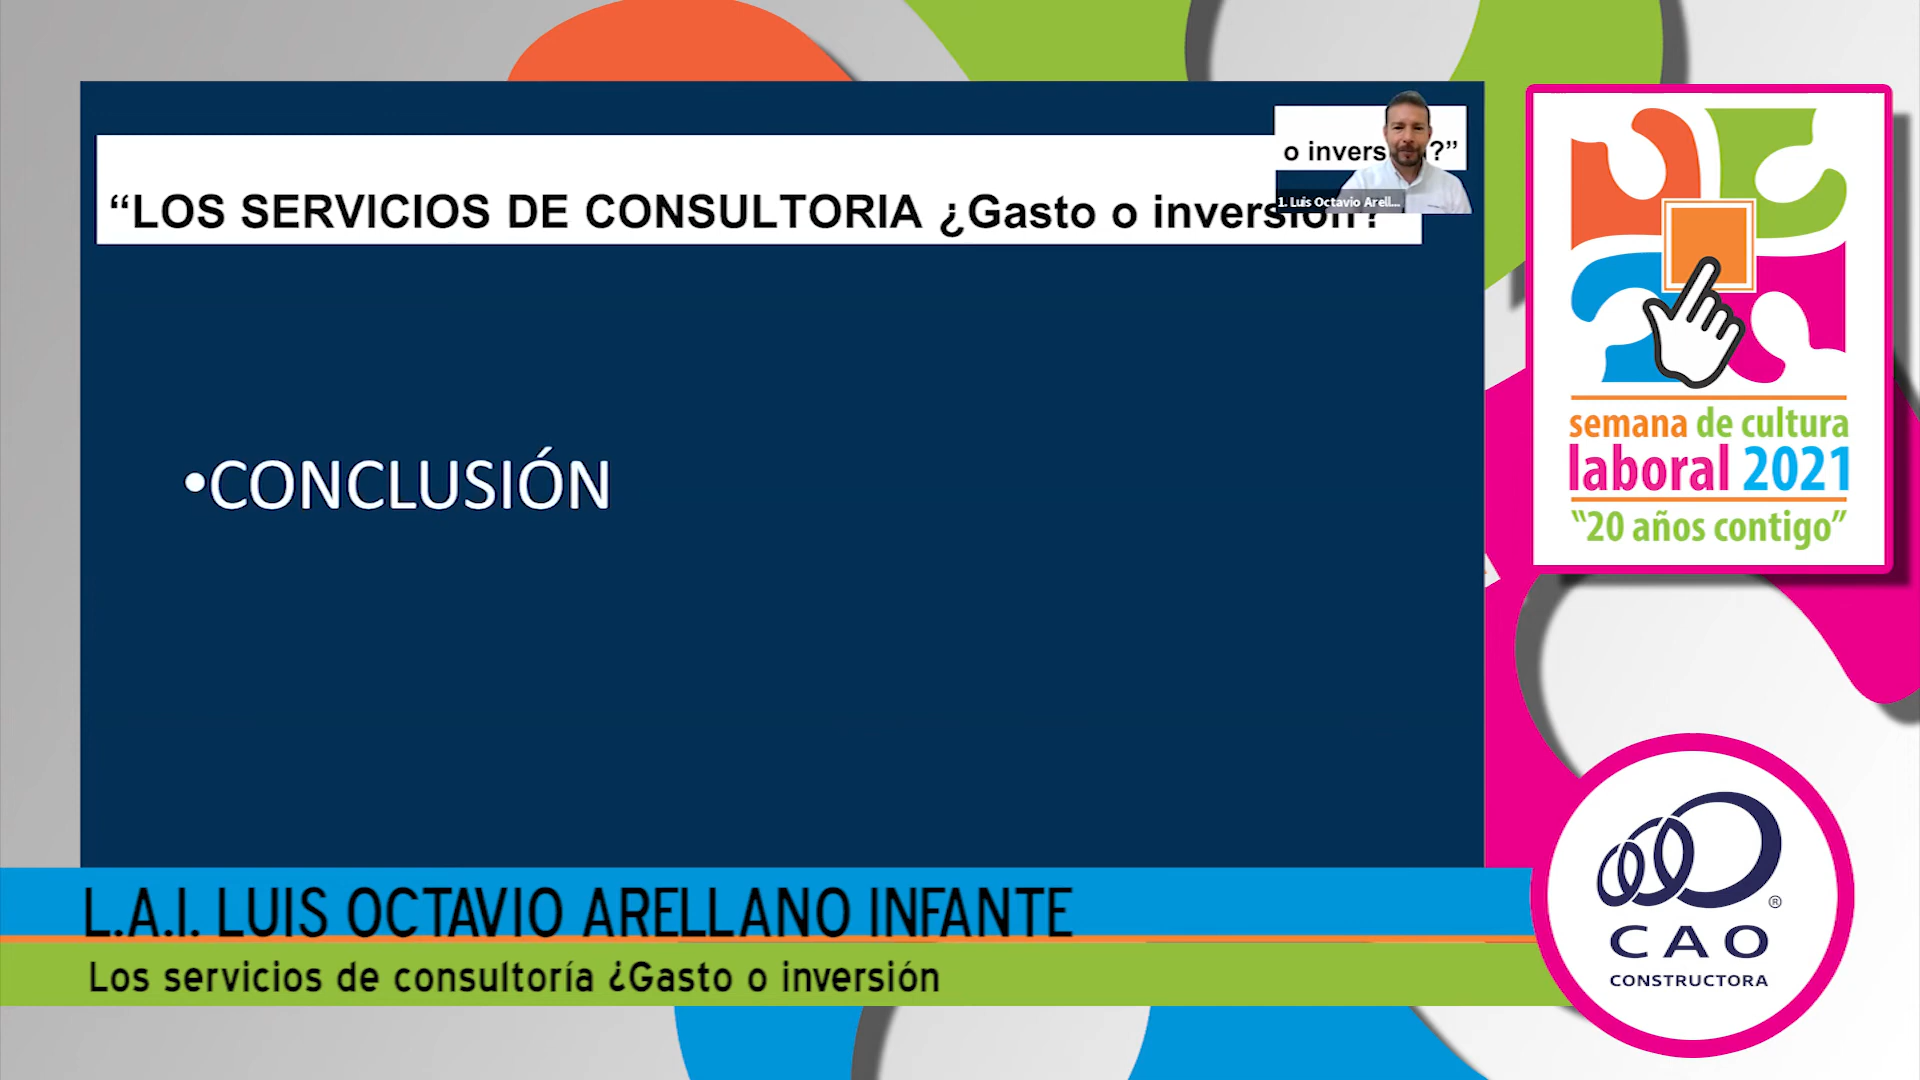 “LOS SERVICIOS DE CONSULTORIA ¿Gasto o inversión?
o invers ?”
1. Luis Octavio Arell...
•CONCLUSIÓN
semana de cultura
laboral 2021
“20 años contigo”
L.A.I. LUIS OCTAVIO ARELLANO INFANTE
Los servicios de consultoría ¿Gasto o inversión
®
CAO
CONSTRUCTORA